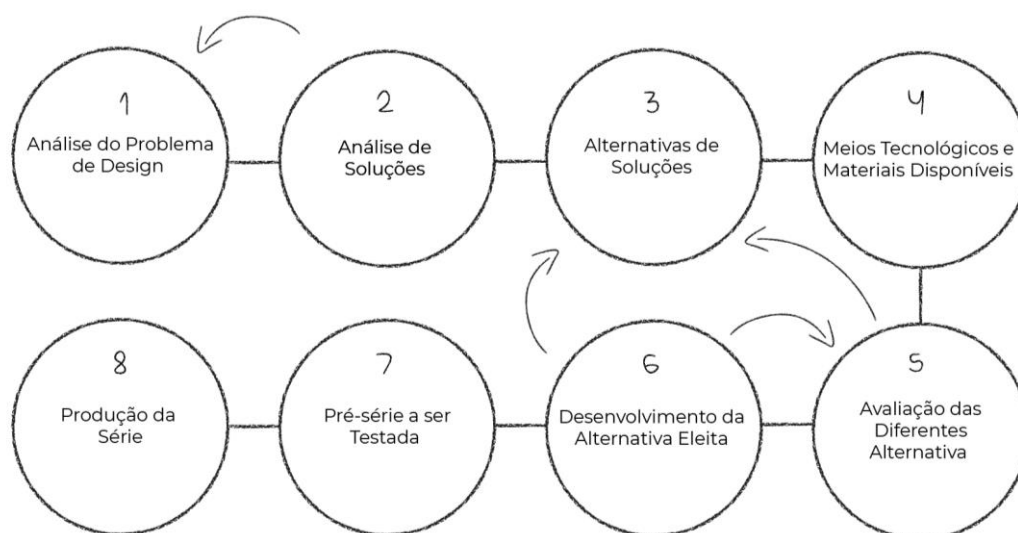 1
Análise do Problema
de Design
2
Análise de
Soluções
3
Alternativas de
Soluções
4
Meios Tecnológicos e
Materiais Disponíveis
5
Avaliação das
Diferentes
Alternativa
6
Desenvolvimento da
Alternativa Eleita
7
Pré-série a ser
Testada
8
Produção da
Série